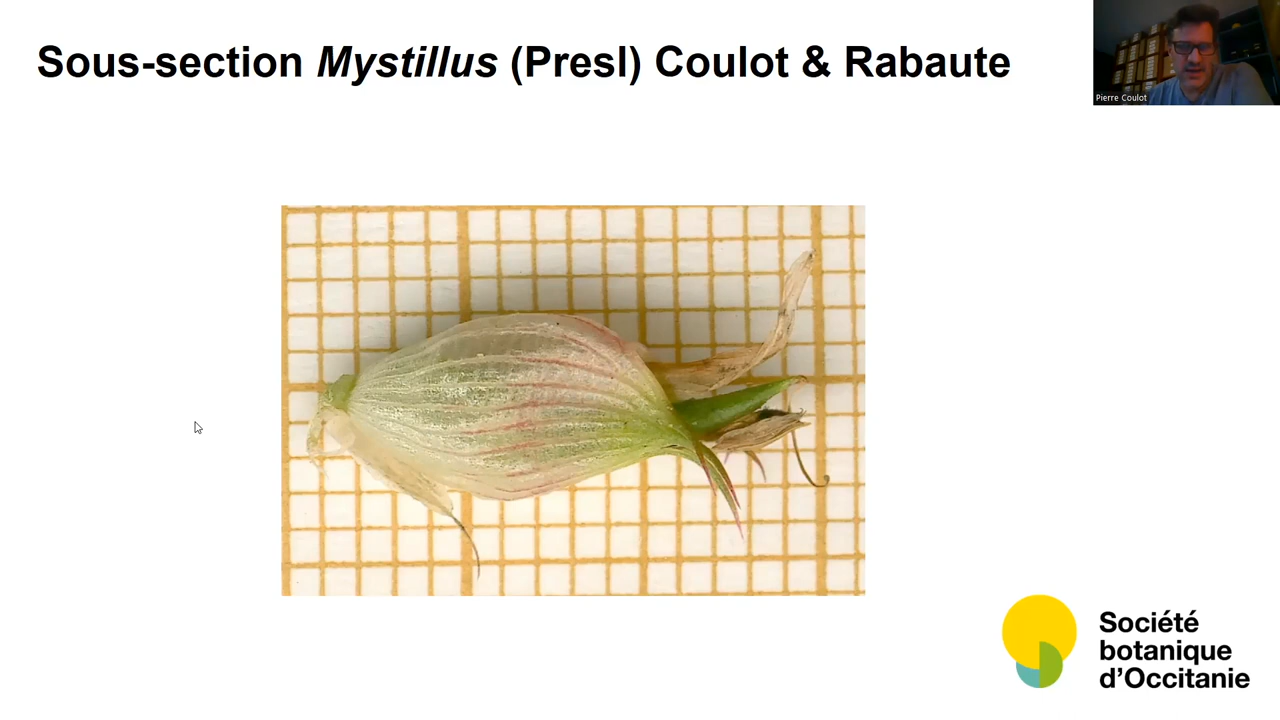 Sous-section Mystillus (Presl) Coulot & Rabaute
Pierre Coulot
Société
botanique
d'Occitanie